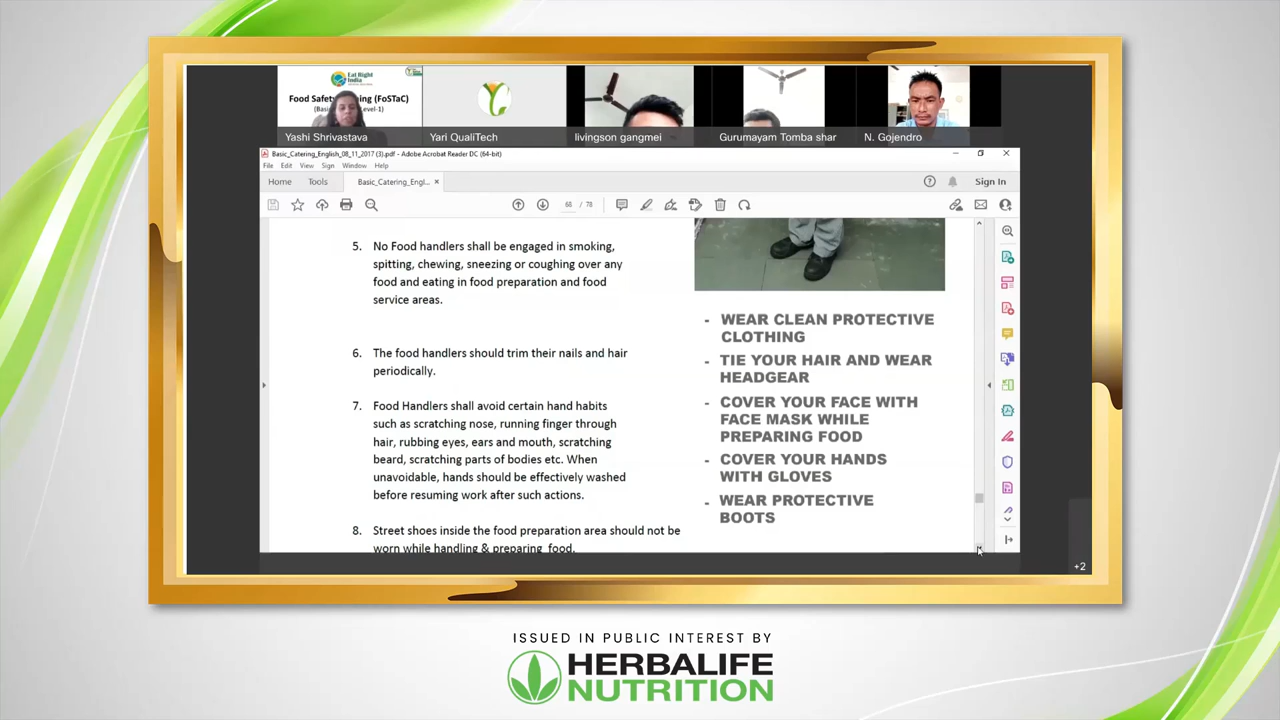 Eat Right
India
Food Safety Training (FoSTaC)
Yashi Shrivastava
Yari QualiTech
livingson gangmei
Gurumayam Tomba shar
N. Gojendro
Basic_Catering_English_08_11_2017 (3).pdf - Adobe Acrobat Reader DC (64-bit)
File Edit View Sign Window Help
Home Tools Basic_Catering_Engl... Sign In
68 / 78
5. No Food handlers shall be engaged in smoking,
spitting, chewing, sneezing or coughing over any
food and eating in food preparation and food
service areas.
6. The food handlers should trim their nails and hair
periodically.
7. Food Handlers shall avoid certain hand habits
such as scratching nose, running finger through
hair, rubbing eyes, ears and mouth, scratching
beard, scratching parts of bodies etc. When
unavoidable, hands should be effectively washed
before resuming work after such actions.
8. Street shoes inside the food preparation area should not be
worn while handling & preparing food.
- WEAR CLEAN PROTECTIVE
CLOTHING
- TIE YOUR HAIR AND WEAR
HEADGEAR
- COVER YOUR FACE WITH
FACE MASK WHILE
PREPARING FOOD
- COVER YOUR HANDS
WITH GLOVES
- WEAR PROTECTIVE
BOOTS
+2
ISSUED IN PUBLIC INTEREST BY
HERBALIFE
NUTRITION